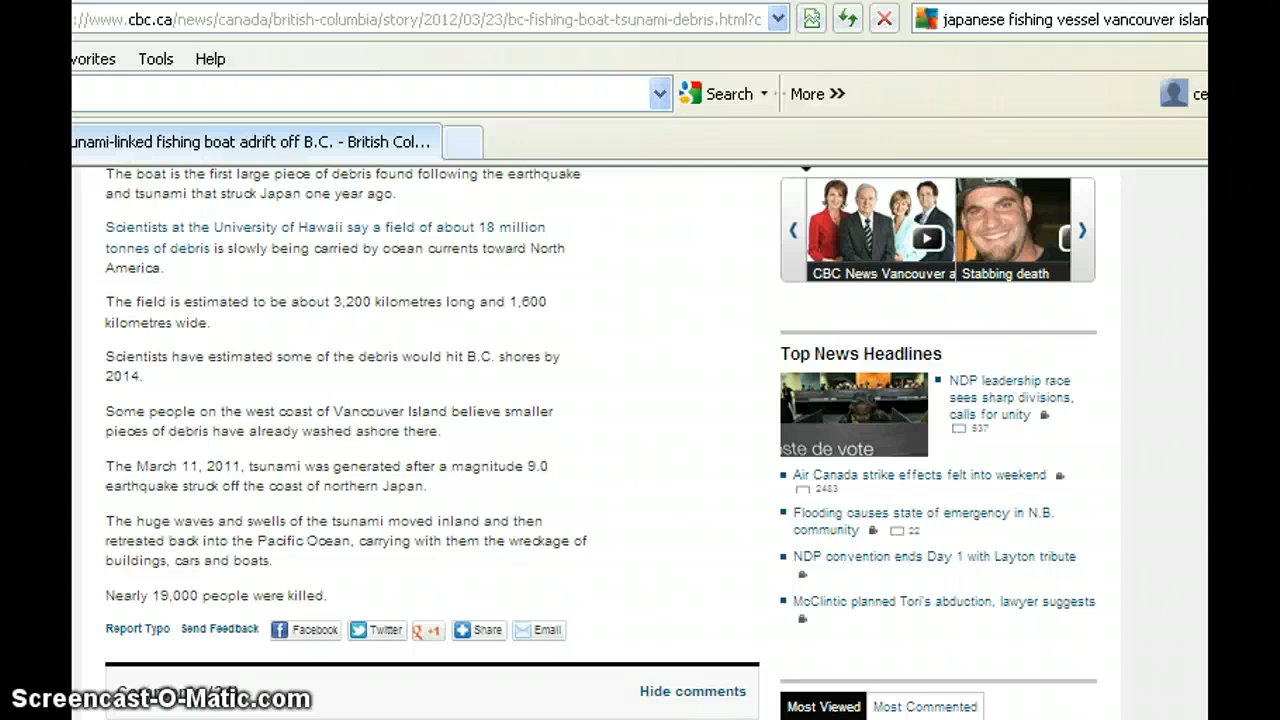 ://www.cbc.ca/news/canada/british-columbia/story/2012/03/23/bc-fishing-boat-tsunami-debris.html?c
japanese fishing vessel vancouver islan
vorites Tools Help
Search More
ce
unami-linked fishing boat adrift off B.C. - British Col...
The boat is the first large piece of debris found following the earthquake
and tsunami that struck Japan one year ago.
Scientists at the University of Hawaii say a field of about 18 million
tonnes of debris is slowly being carried by ocean currents toward North
America.
The field is estimated to be about 3,200 kilometres long and 1,600
kilometres wide.
Scientists have estimated some of the debris would hit B.C. shores by
2014.
Some people on the west coast of Vancouver Island believe smaller
pieces of debris have already washed ashore there.
The March 11, 2011, tsunami was generated after a magnitude 9.0
earthquake struck off the coast of northern Japan.
The huge waves and swells of the tsunami moved inland and then
retreated back into the Pacific Ocean, carrying with them the wreckage of
buildings, cars and boats.
Nearly 19,000 people were killed.
Report Typo Send Feedback Facebook Twitter +1 Share Email
Hide comments
CBC News Vancouver a Stabbing death
Top News Headlines
ste de vote
NDP leadership race
sees sharp divisions,
calls for unity
537
Air Canada strike effects felt into weekend
2483
Flooding causes state of emergency in N.B.
community 22
NDP convention ends Day 1 with Layton tribute
McClintic planned Tori's abduction, lawyer suggests
Most Viewed Most Commented
Screencast-O-Matic.com